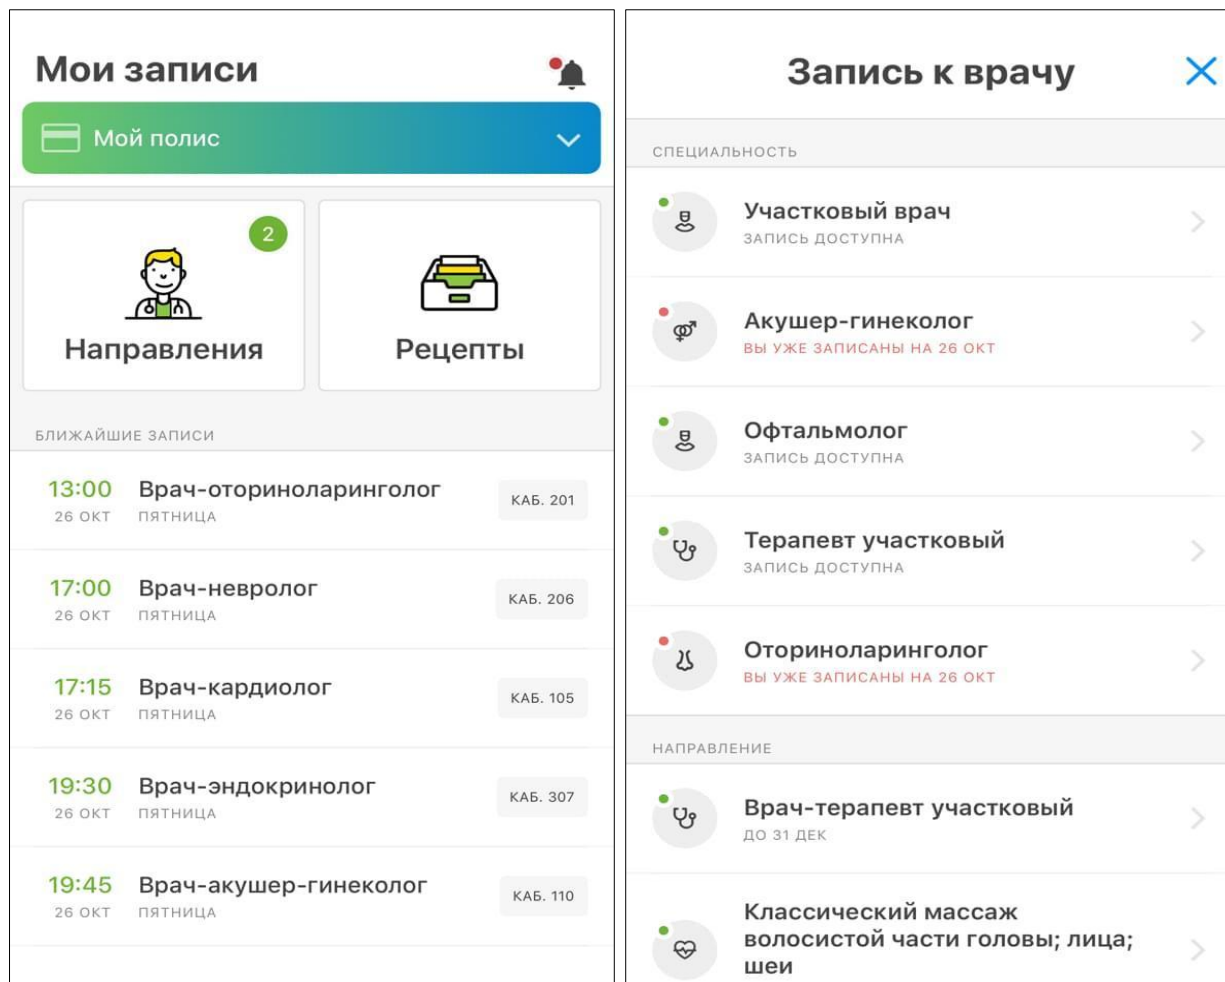 Мои записи
Мой полис
2
Направления
Рецепты
БЛИЖАЙШИЕ ЗАПИСИ
13:00 Врач-оториноларинголог КАБ. 201
26 ОКТ ПЯТНИЦА
17:00 Врач-невролог КАБ. 206
26 ОКТ ПЯТНИЦА
17:15 Врач-кардиолог КАБ. 105
26 ОКТ ПЯТНИЦА
19:30 Врач-эндокринолог КАБ. 307
26 ОКТ ПЯТНИЦА
19:45 Врач-акушер-гинеколог КАБ. 110
26 ОКТ ПЯТНИЦА
Запись к врачу
СПЕЦИАЛЬНОСТЬ
Участковый врач
ЗАПИСЬ ДОСТУПНА
Акушер-гинеколог
ВЫ УЖЕ ЗАПИСАНЫ НА 26 ОКТ
Офтальмолог
ЗАПИСЬ ДОСТУПНА
Терапевт участковый
ЗАПИСЬ ДОСТУПНА
Оториноларинголог
ВЫ УЖЕ ЗАПИСАНЫ НА 26 ОКТ
НАПРАВЛЕНИЕ
Врач-терапевт участковый
ДО 31 ДЕК
Классический массаж
волосистой части головы; лица;
шеи